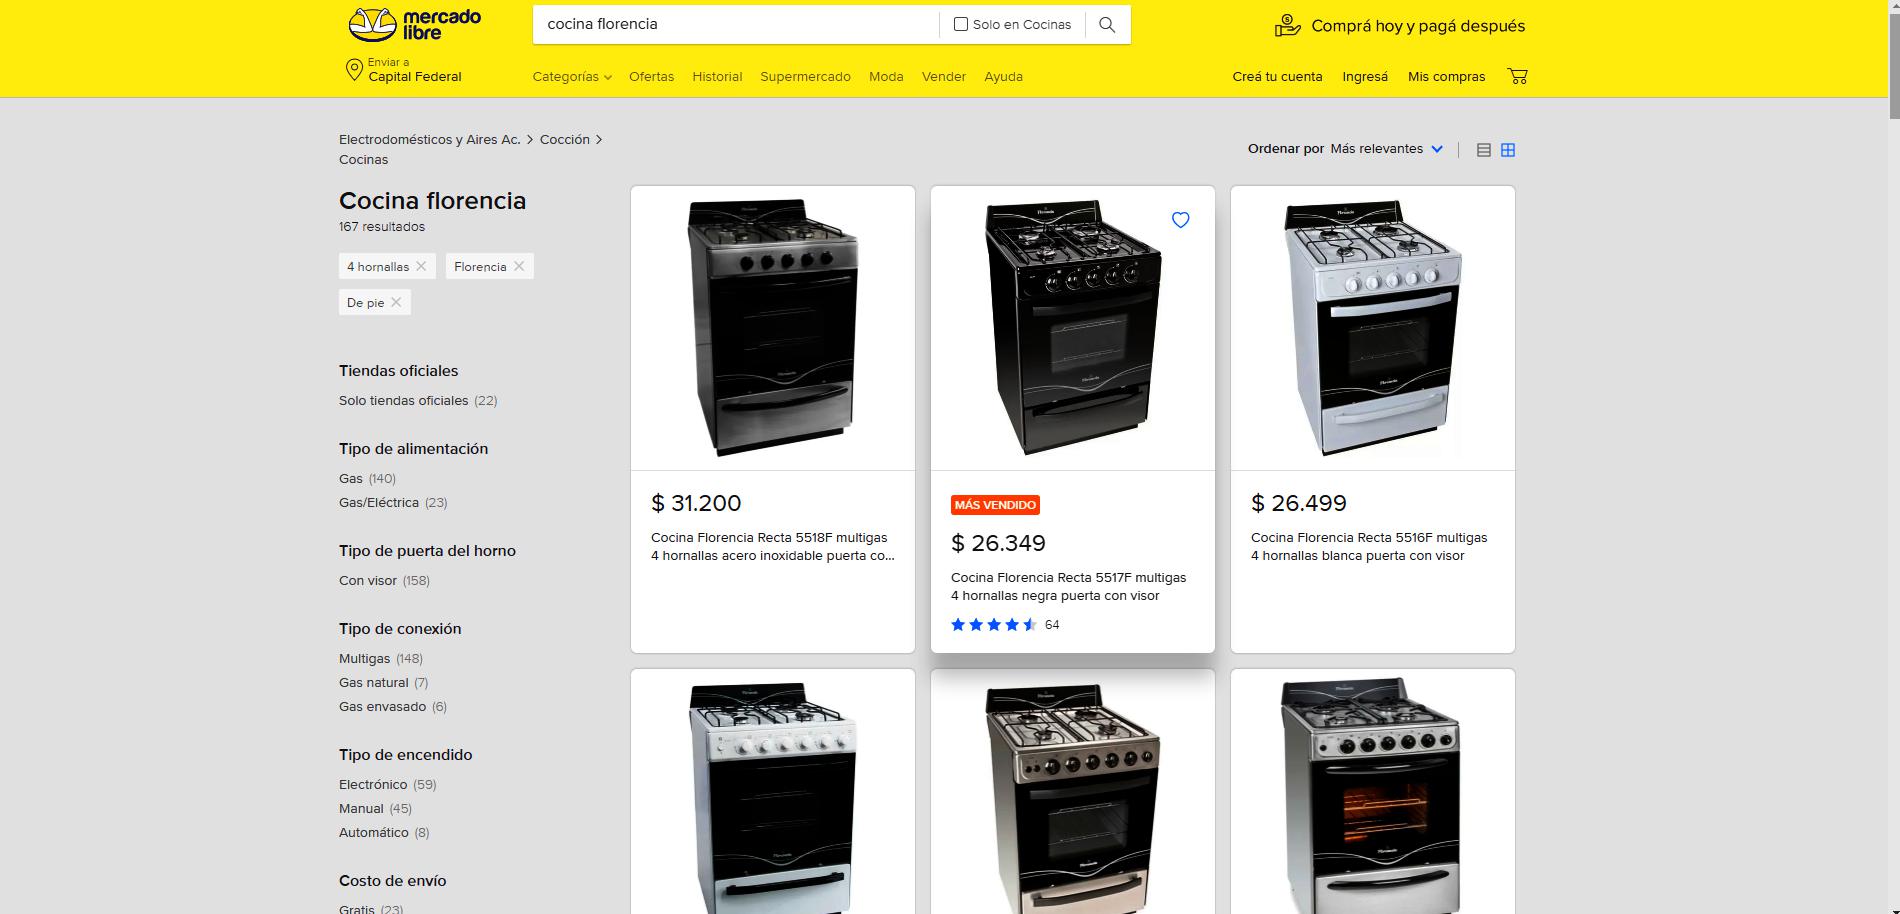 mercado
libre
cocina florencia
Solo en Cocinas
Comprá hoy y pagá después
Enviar a
Capital Federal
Categorías
Ofertas
Historial
Supermercado
Moda
Vender
Ayuda
Creá tu cuenta
Ingresá
Mis compras
Electrodomésticos y Aires Ac. > Cocción >
Cocinas
Ordenar por Más relevantes
Cocina florencia
167 resultados
4 hornallas
Florencia
De pie
Tiendas oficiales
Solo tiendas oficiales (22)
Tipo de alimentación
Gas (140)
Gas/Eléctrica (23)
Tipo de puerta del horno
Con visor (158)
Tipo de conexión
Multigas (148)
Gas natural (7)
Gas envasado (6)
Tipo de encendido
Electrónico (59)
Manual (45)
Automático (8)
Costo de envío
Gratis (23)
$ 31.200
Cocina Florencia Recta 5518F multigas
4 hornallas acero inoxidable puerta co...
MÁS VENDIDO
$ 26.349
Cocina Florencia Recta 5517F multigas
4 hornallas negra puerta con visor
64
$ 26.499
Cocina Florencia Recta 5516F multigas
4 hornallas blanca puerta con visor